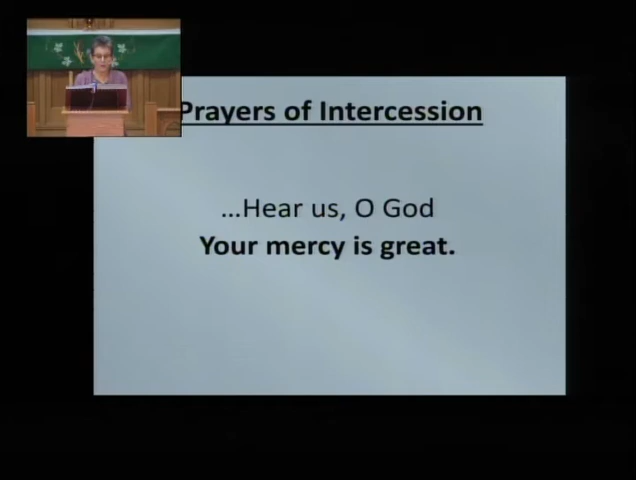 Prayers of Intercession
...Hear us, O God
Your mercy is great.